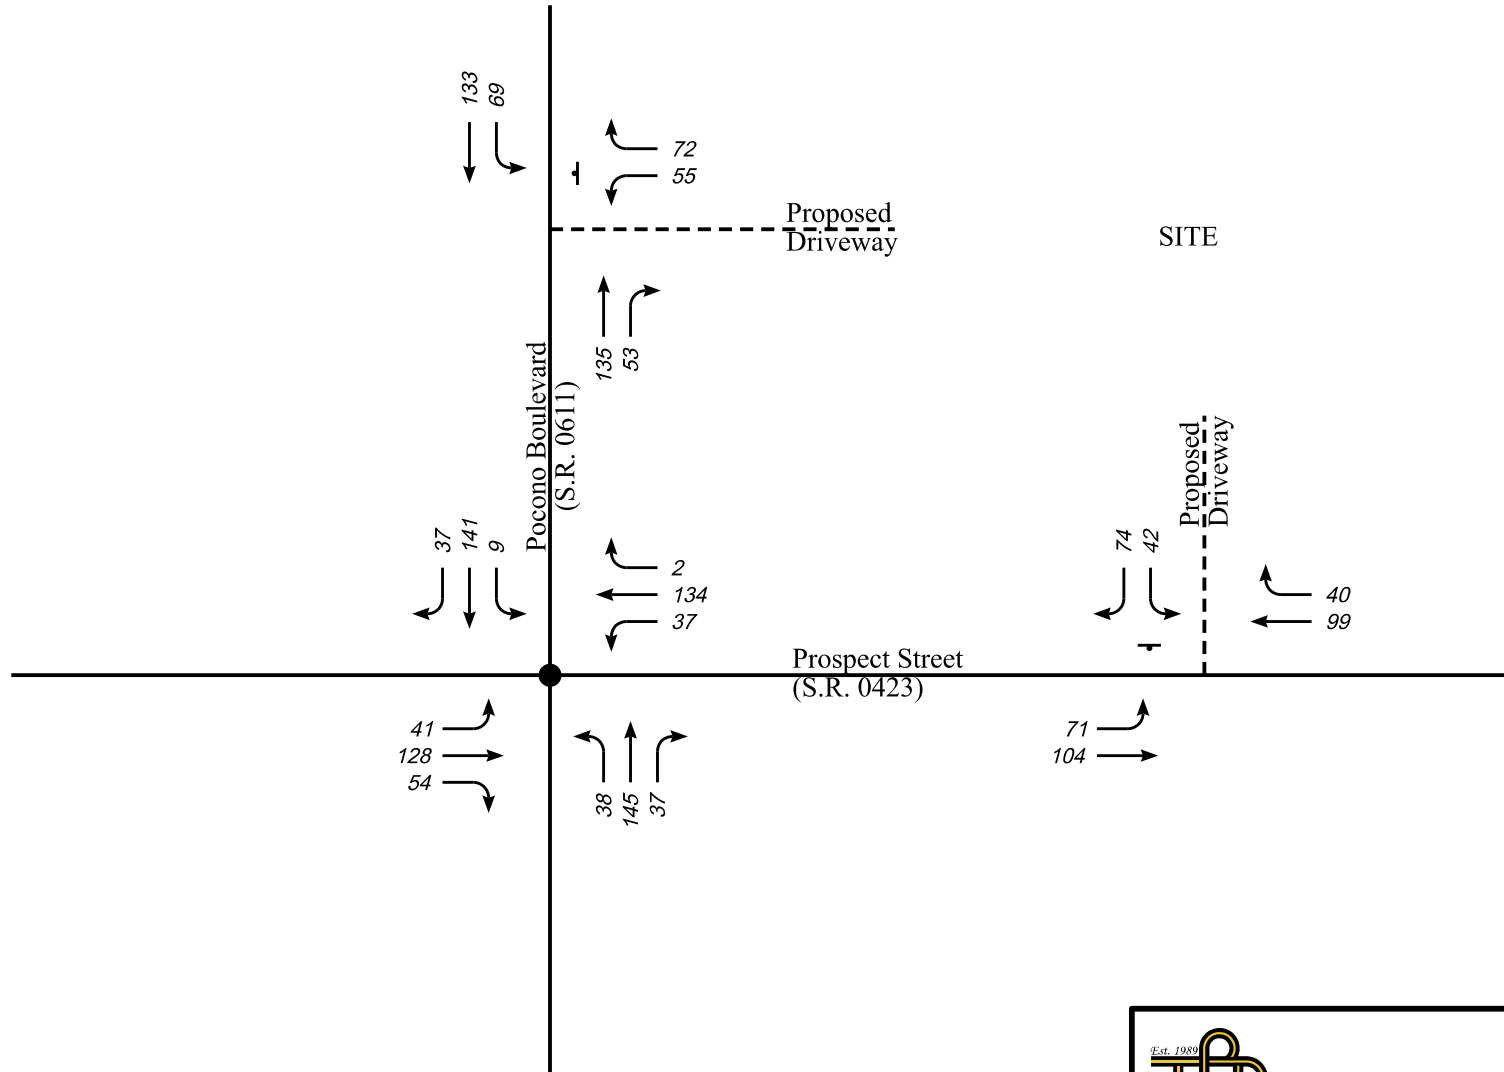 133
69
72
55
Proposed
Driveway
SITE
135
53
Pocono Boulevard
(S.R. 0611)
Proposed
Driveway
37
141
9
2
134
37
74
42
40
99
Prospect Street
(S.R. 0423)
41
128
54
38
145
37
71
104
Est. 1989